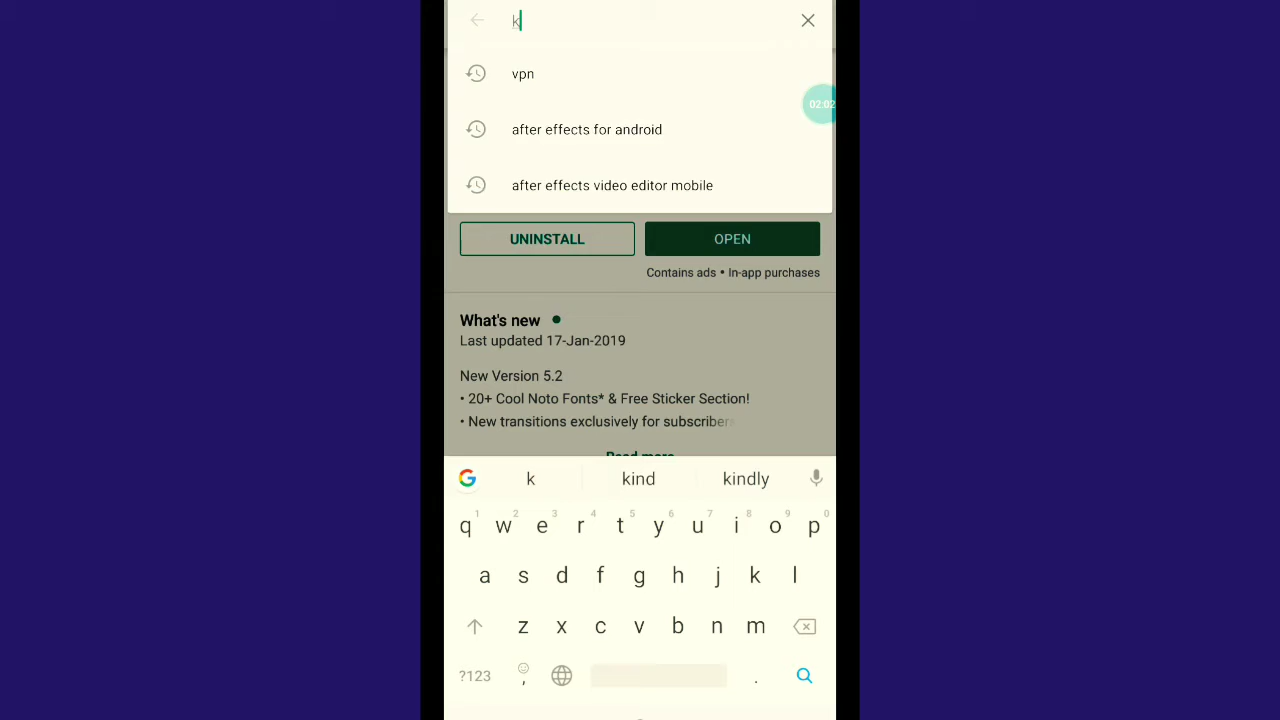 k
vpn
02:02
after effects for android
after effects video editor mobile
UNINSTALL OPEN
Contains ads • In-app purchases
What's new
Last updated 17-Jan-2019
New Version 5.2
• 20+ Cool Noto Fonts* & Free Sticker Section!
• New transitions exclusively for subscribers
Read more
G k kind kindly
1 2 3 4 5 6 7 8 9 0
q w e r t y u i o p
a s d f g h j k l
z x c v b n m
?123 , .